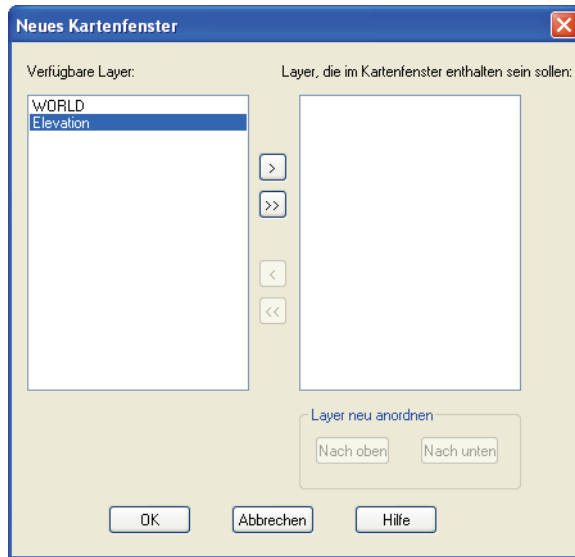 Neues Kartenfenster
Verfügbare Layer:
Layer, die im Kartenfenster enthalten sein sollen:
WORLD
Elevation
>
>>
<
<<
Layer neu anordnen
Nach oben
Nach unten
OK
Abbrechen
Hilfe